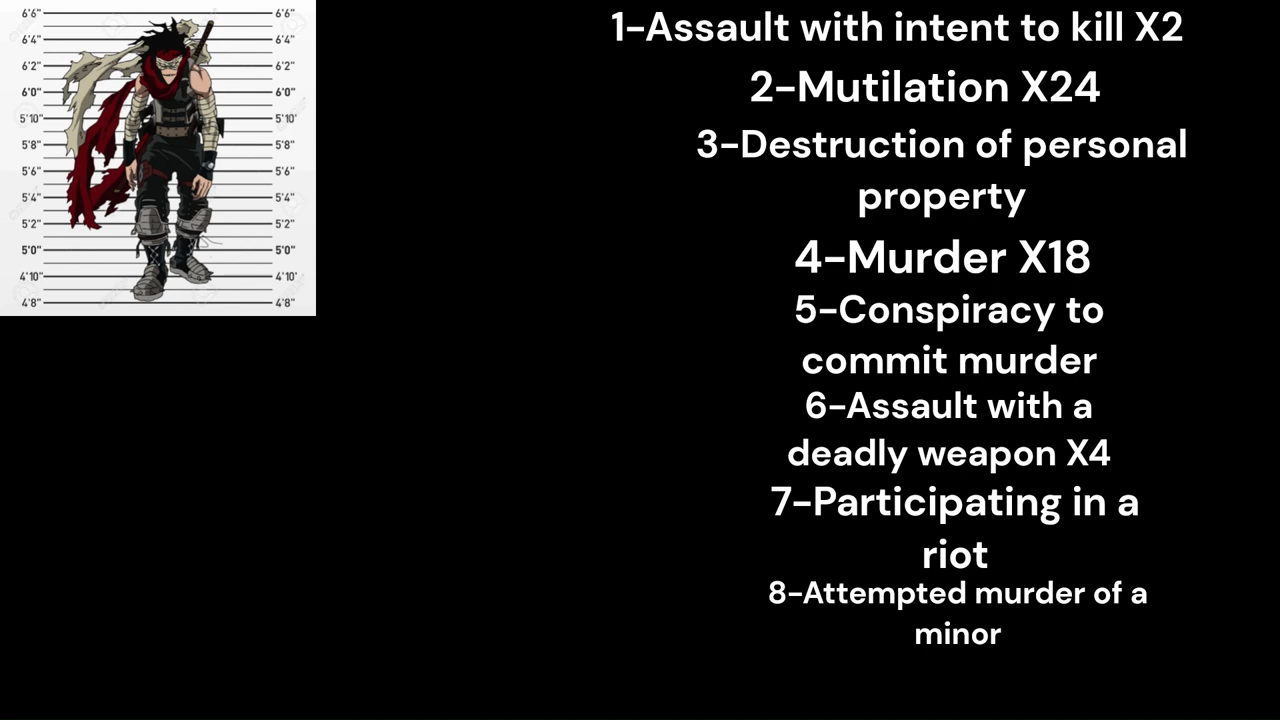 6'6" 6'6"
6'4" 6'4"
6'2" 6'2"
6'0" 6'0"
5'10" 5'10"
5'8" 5'8"
5'6" 5'6"
5'4" 5'4"
5'2" 5'2"
5'0" 5'0"
4'10" 4'10"
4'8" 4'8"
1-Assault with intent to kill X2
2-Mutilation X24
3-Destruction of personal
property
4-Murder X18
5-Conspiracy to
commit murder
6-Assault with a
deadly weapon X4
7-Participating in a
riot
8-Attempted murder of a
minor